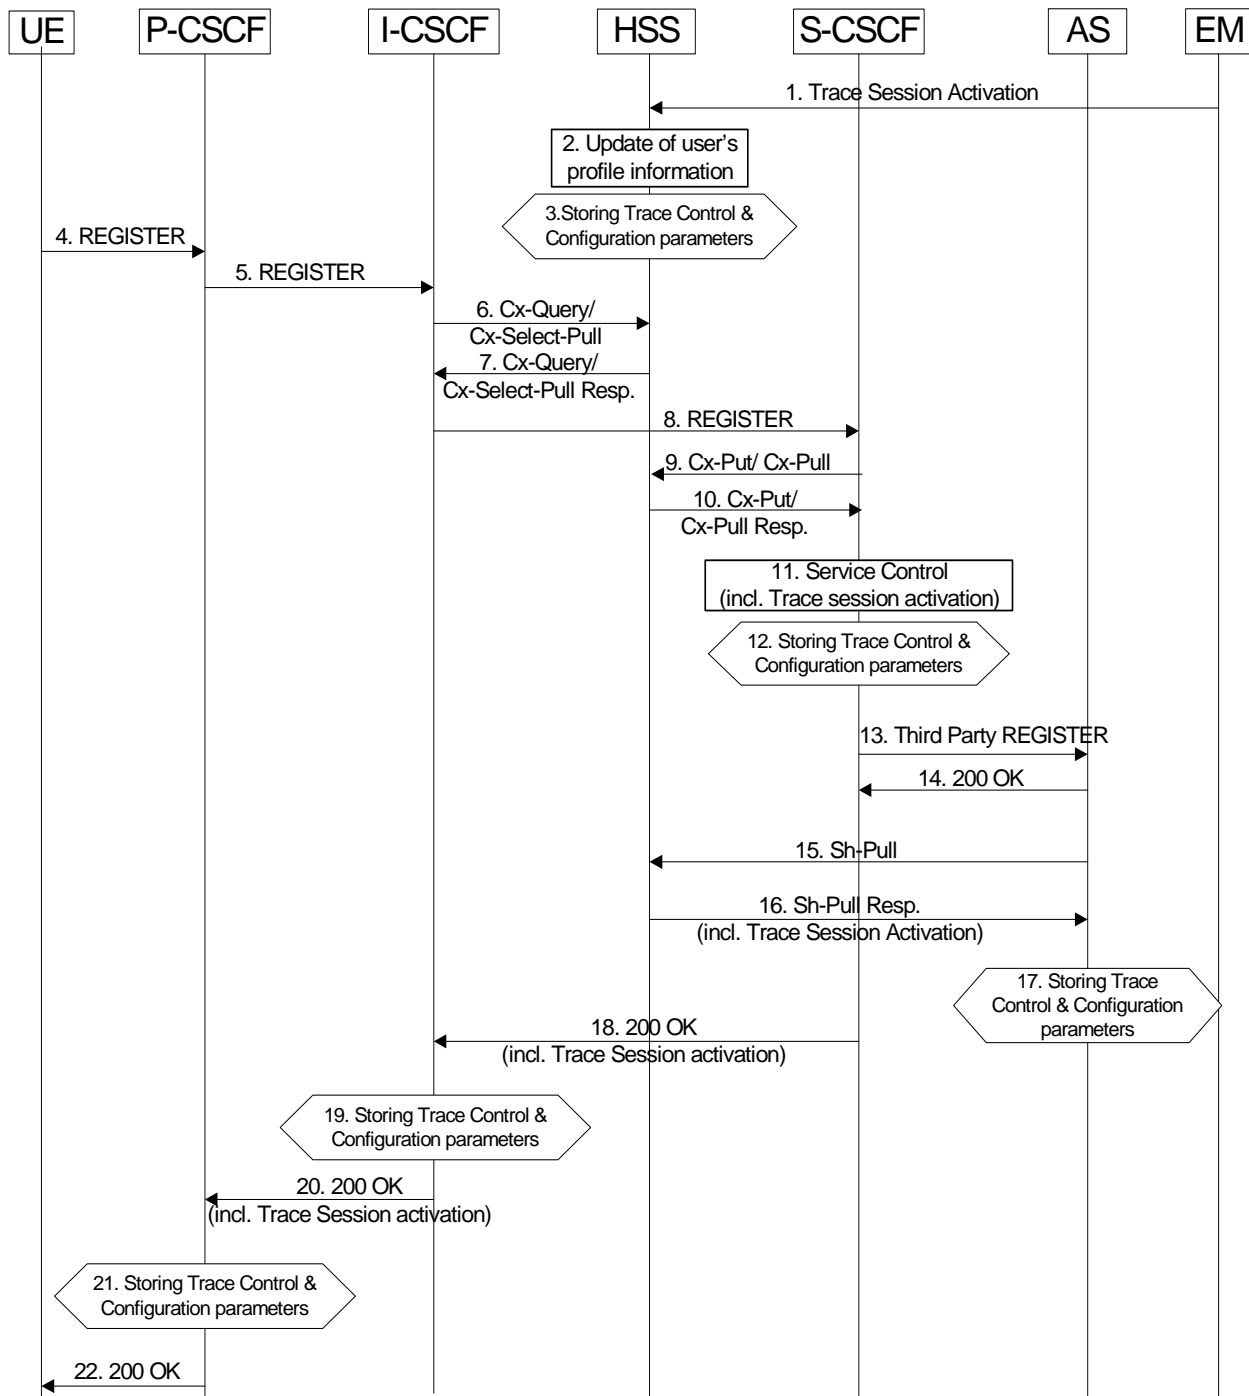 UE
P-CSCF
I-CSCF
HSS
S-CSCF
AS
EM
1. Trace Session Activation
2. Update of user's
profile information
3.Storing Trace Control &
Configuration parameters
4. REGISTER
5. REGISTER
6. Cx-Query/
Cx-Select-Pull
7. Cx-Query/
Cx-Select-Pull Resp.
8. REGISTER
9. Cx-Put/ Cx-Pull
10. Cx-Put/
Cx-Pull Resp.
11. Service Control
(incl. Trace session activation)
12. Storing Trace Control &
Configuration parameters
13. Third Party REGISTER
14. 200 OK
15. Sh-Pull
16. Sh-Pull Resp.
(incl. Trace Session Activation)
17. Storing Trace
Control & Configuration
parameters
18. 200 OK
(incl. Trace Session activation)
19. Storing Trace Control &
Configuration parameters
20. 200 OK
(incl. Trace Session activation)
21. Storing Trace Control &
Configuration parameters
22. 200 OK